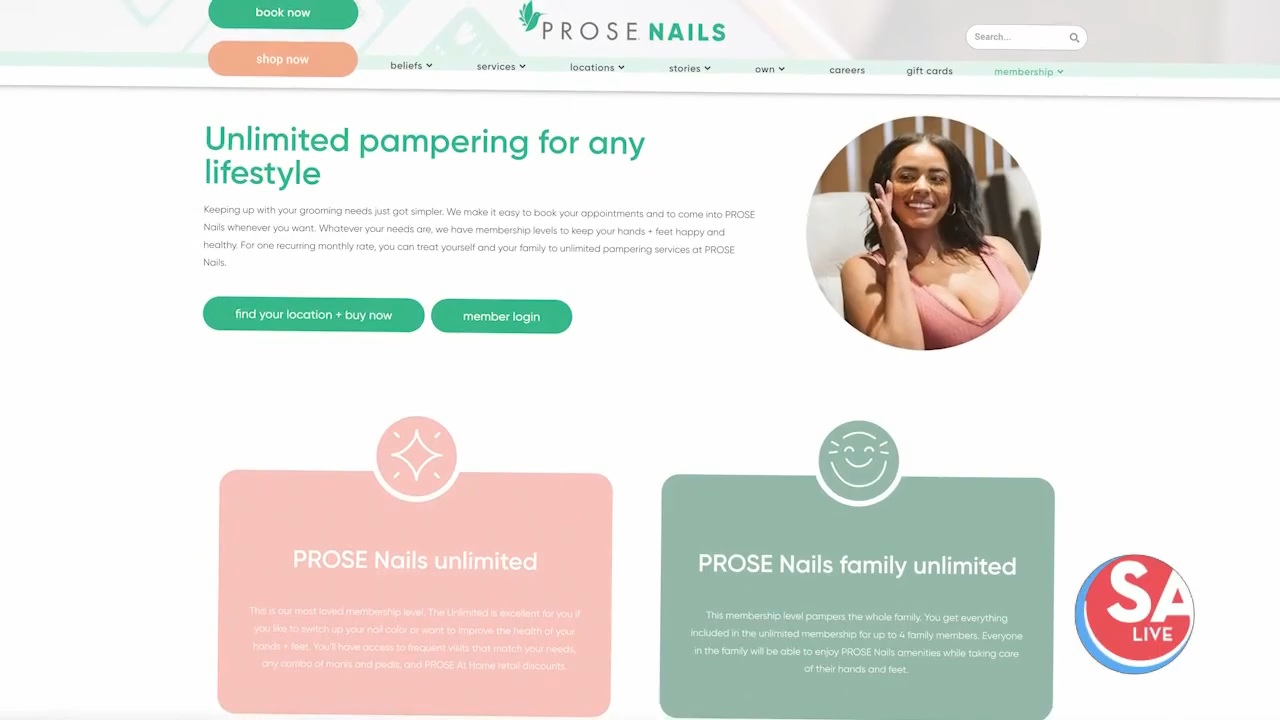 book now
PROSE NAILS
Search...
shop now
beliefs services locations stories own careers gift cards membership
Unlimited pampering for any
lifestyle
Keeping up with your grooming needs just got simpler. We make it easy to book your appointments and to come into PROSE
Nails whenever you want. Whatever your needs are, we have membership levels to keep your hands + feet happy and
healthy. For one recurring monthly rate, you can treat yourself and your family to unlimited pampering services at PROSE
Nails.
find your location + buy now
member login
PROSE Nails unlimited
This is our most loved membership level. The Unlimited is excellent for you if
you like to switch up your nail color or want to improve the health of your
hands + feet. You'll have access to frequent visits that match your needs,
any combo of manis and pedis, and PROSE At Home retail discounts.
PROSE Nails family unlimited
This membership level pampers the whole family. You get everything
included in the unlimited membership for up to 4 family members. Everyone
in the family will be able to enjoy PROSE Nails amenities while taking care
of their hands and feet.
SA
LIVE